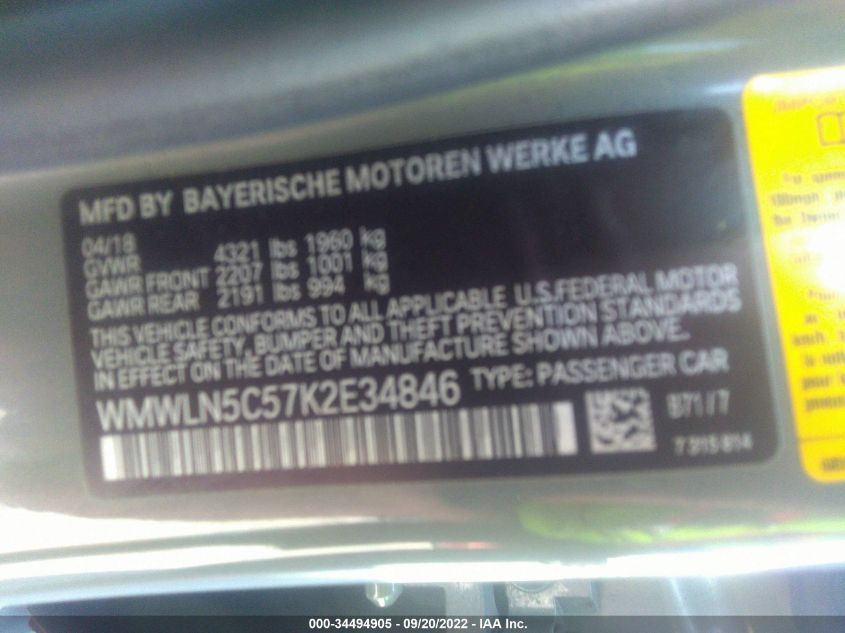 MFD BY BAYERISCHE MOTOREN WERKE AG
04/18
GVWR 4321 lbs 1960 kg
GAWR FRONT 2207 lbs 1001 kg
GAWR REAR 2191 lbs 994 kg
THIS VEHICLE CONFORMS TO ALL APPLICABLE U.S.FEDERAL MOTOR
VEHICLE SAFETY, BUMPER AND THEFT PREVENTION STANDARDS
IN EFFECT ON THE DATE OF MANUFACTURE SHOWN ABOVE.
WMWLN5C57K2E34846 TYPE: PASSENGER CAR
B71/7
7 315 814
000-34494905 - 09/20/2022 - IAA Inc.